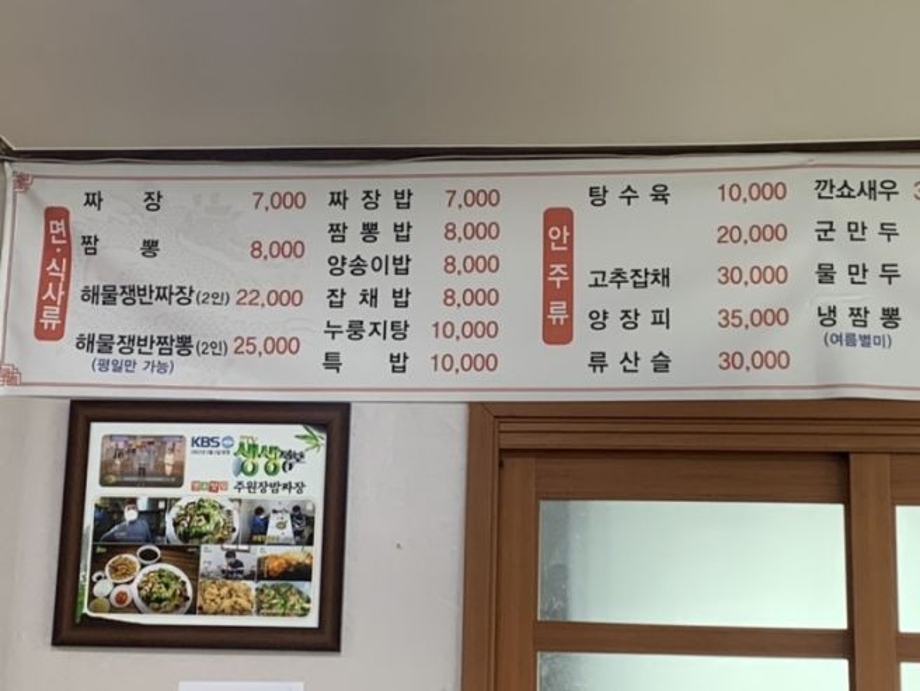 면·식사류
짜 장 7,000
짬 뽕 8,000
해물쟁반짜장(2인) 22,000
해물쟁반짬뽕(2인) 25,000
(평일만 가능)
짜 장 밥 7,000
짬 뽕 밥 8,000
양송이밥 8,000
잡 채 밥 8,000
누룽지탕 10,000
특 밥 10,000
안주류
탕 수 육 10,000
20,000
고추잡채 30,000
양 장 피 35,000
류 산 슬 30,000
깐쇼새우 3
군 만 두
물 만 두
냉 짬 뽕
(여름별미)
KBS
생생정보
주원장밥짜장